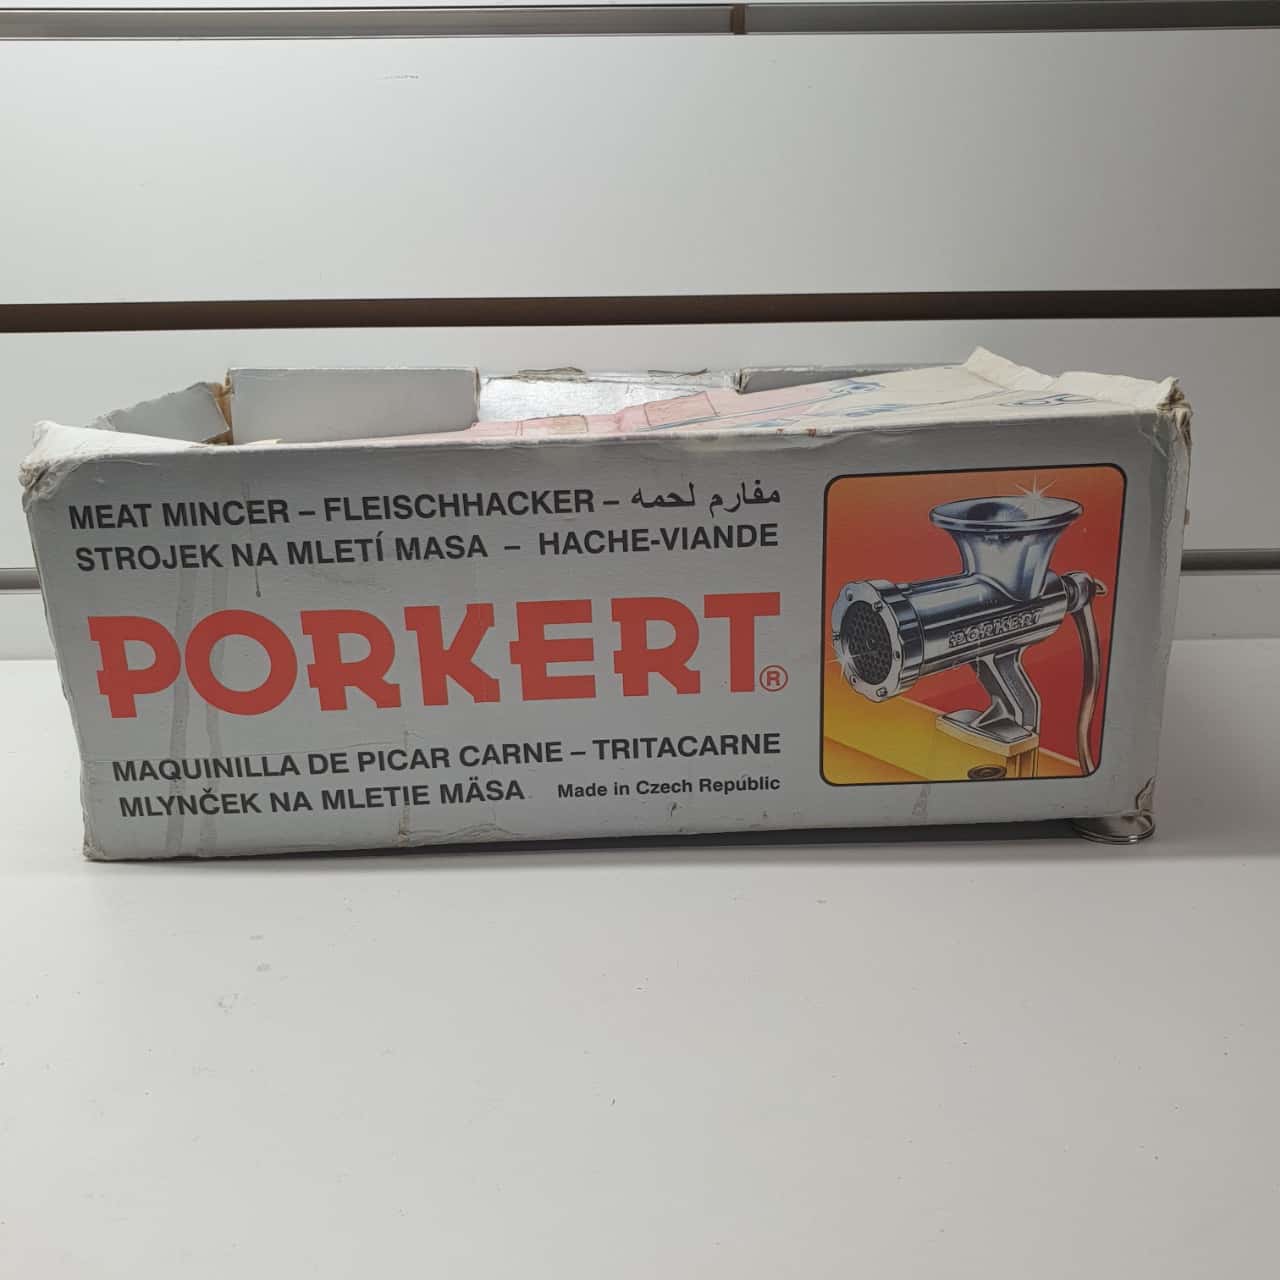 MEAT MINCER – FLEISCHHACKER – مفارم لحمه
STROJEK NA MLETÍ MASA – HACHE-VIANDE
PORKERT®
MAQUINILLA DE PICAR CARNE – TRITACARNE
MLYNČEK NA MLETIE MÄSA Made in Czech Republic
PORKERT